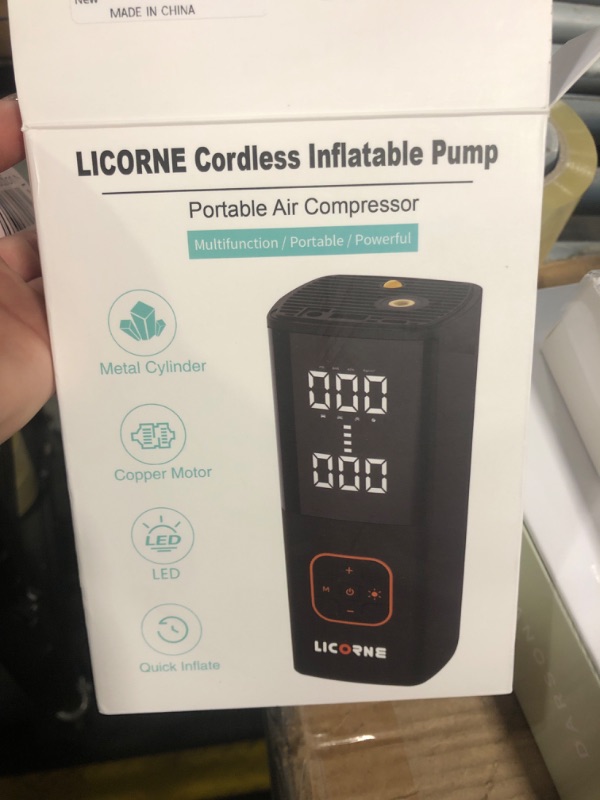 New
MADE IN CHINA
LICORNE Cordless Inflatable Pump
Portable Air Compressor
Multifunction / Portable / Powerful
Metal Cylinder
Copper Motor
LED
LED
Quick Inflate
000
000
+
M
−
LICORNE